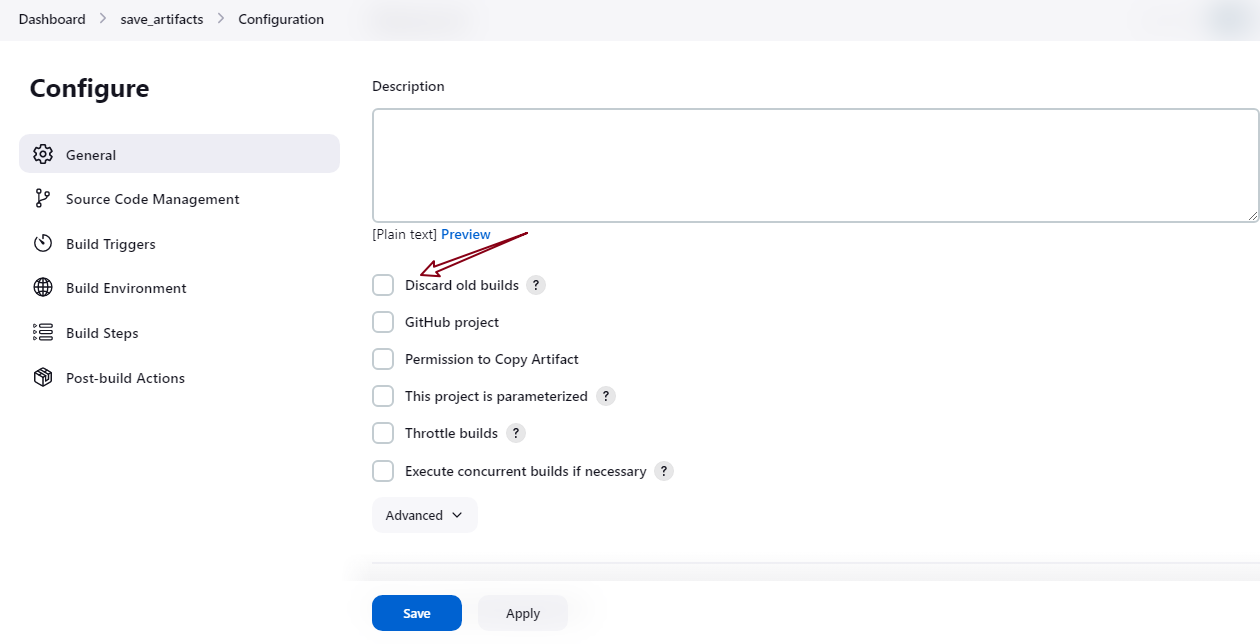 Dashboard > save_artifacts > Configuration
Configure
General
Source Code Management
Build Triggers
Build Environment
Build Steps
Post-build Actions
Description
[Plain text] Preview
Discard old builds ?
GitHub project
Permission to Copy Artifact
This project is parameterized ?
Throttle builds ?
Execute concurrent builds if necessary ?
Advanced
Save
Apply